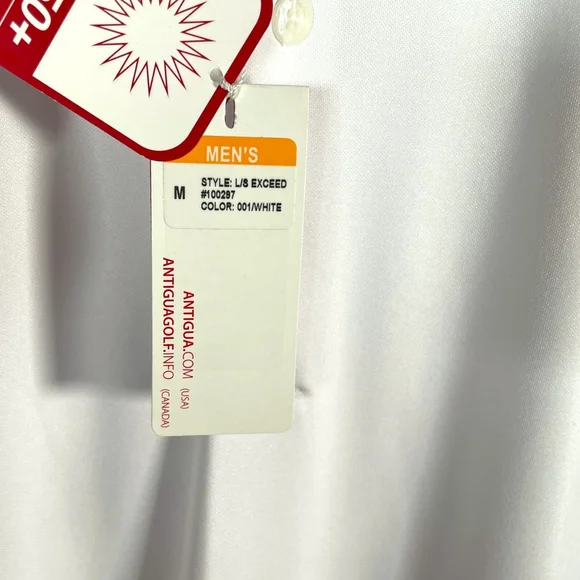 50+
MEN'S
M
STYLE: L/S EXCEED
#100297
COLOR: 001/WHITE
ANTIGUA.COM (USA)
ANTIGUAGOLF.INFO (CANADA)